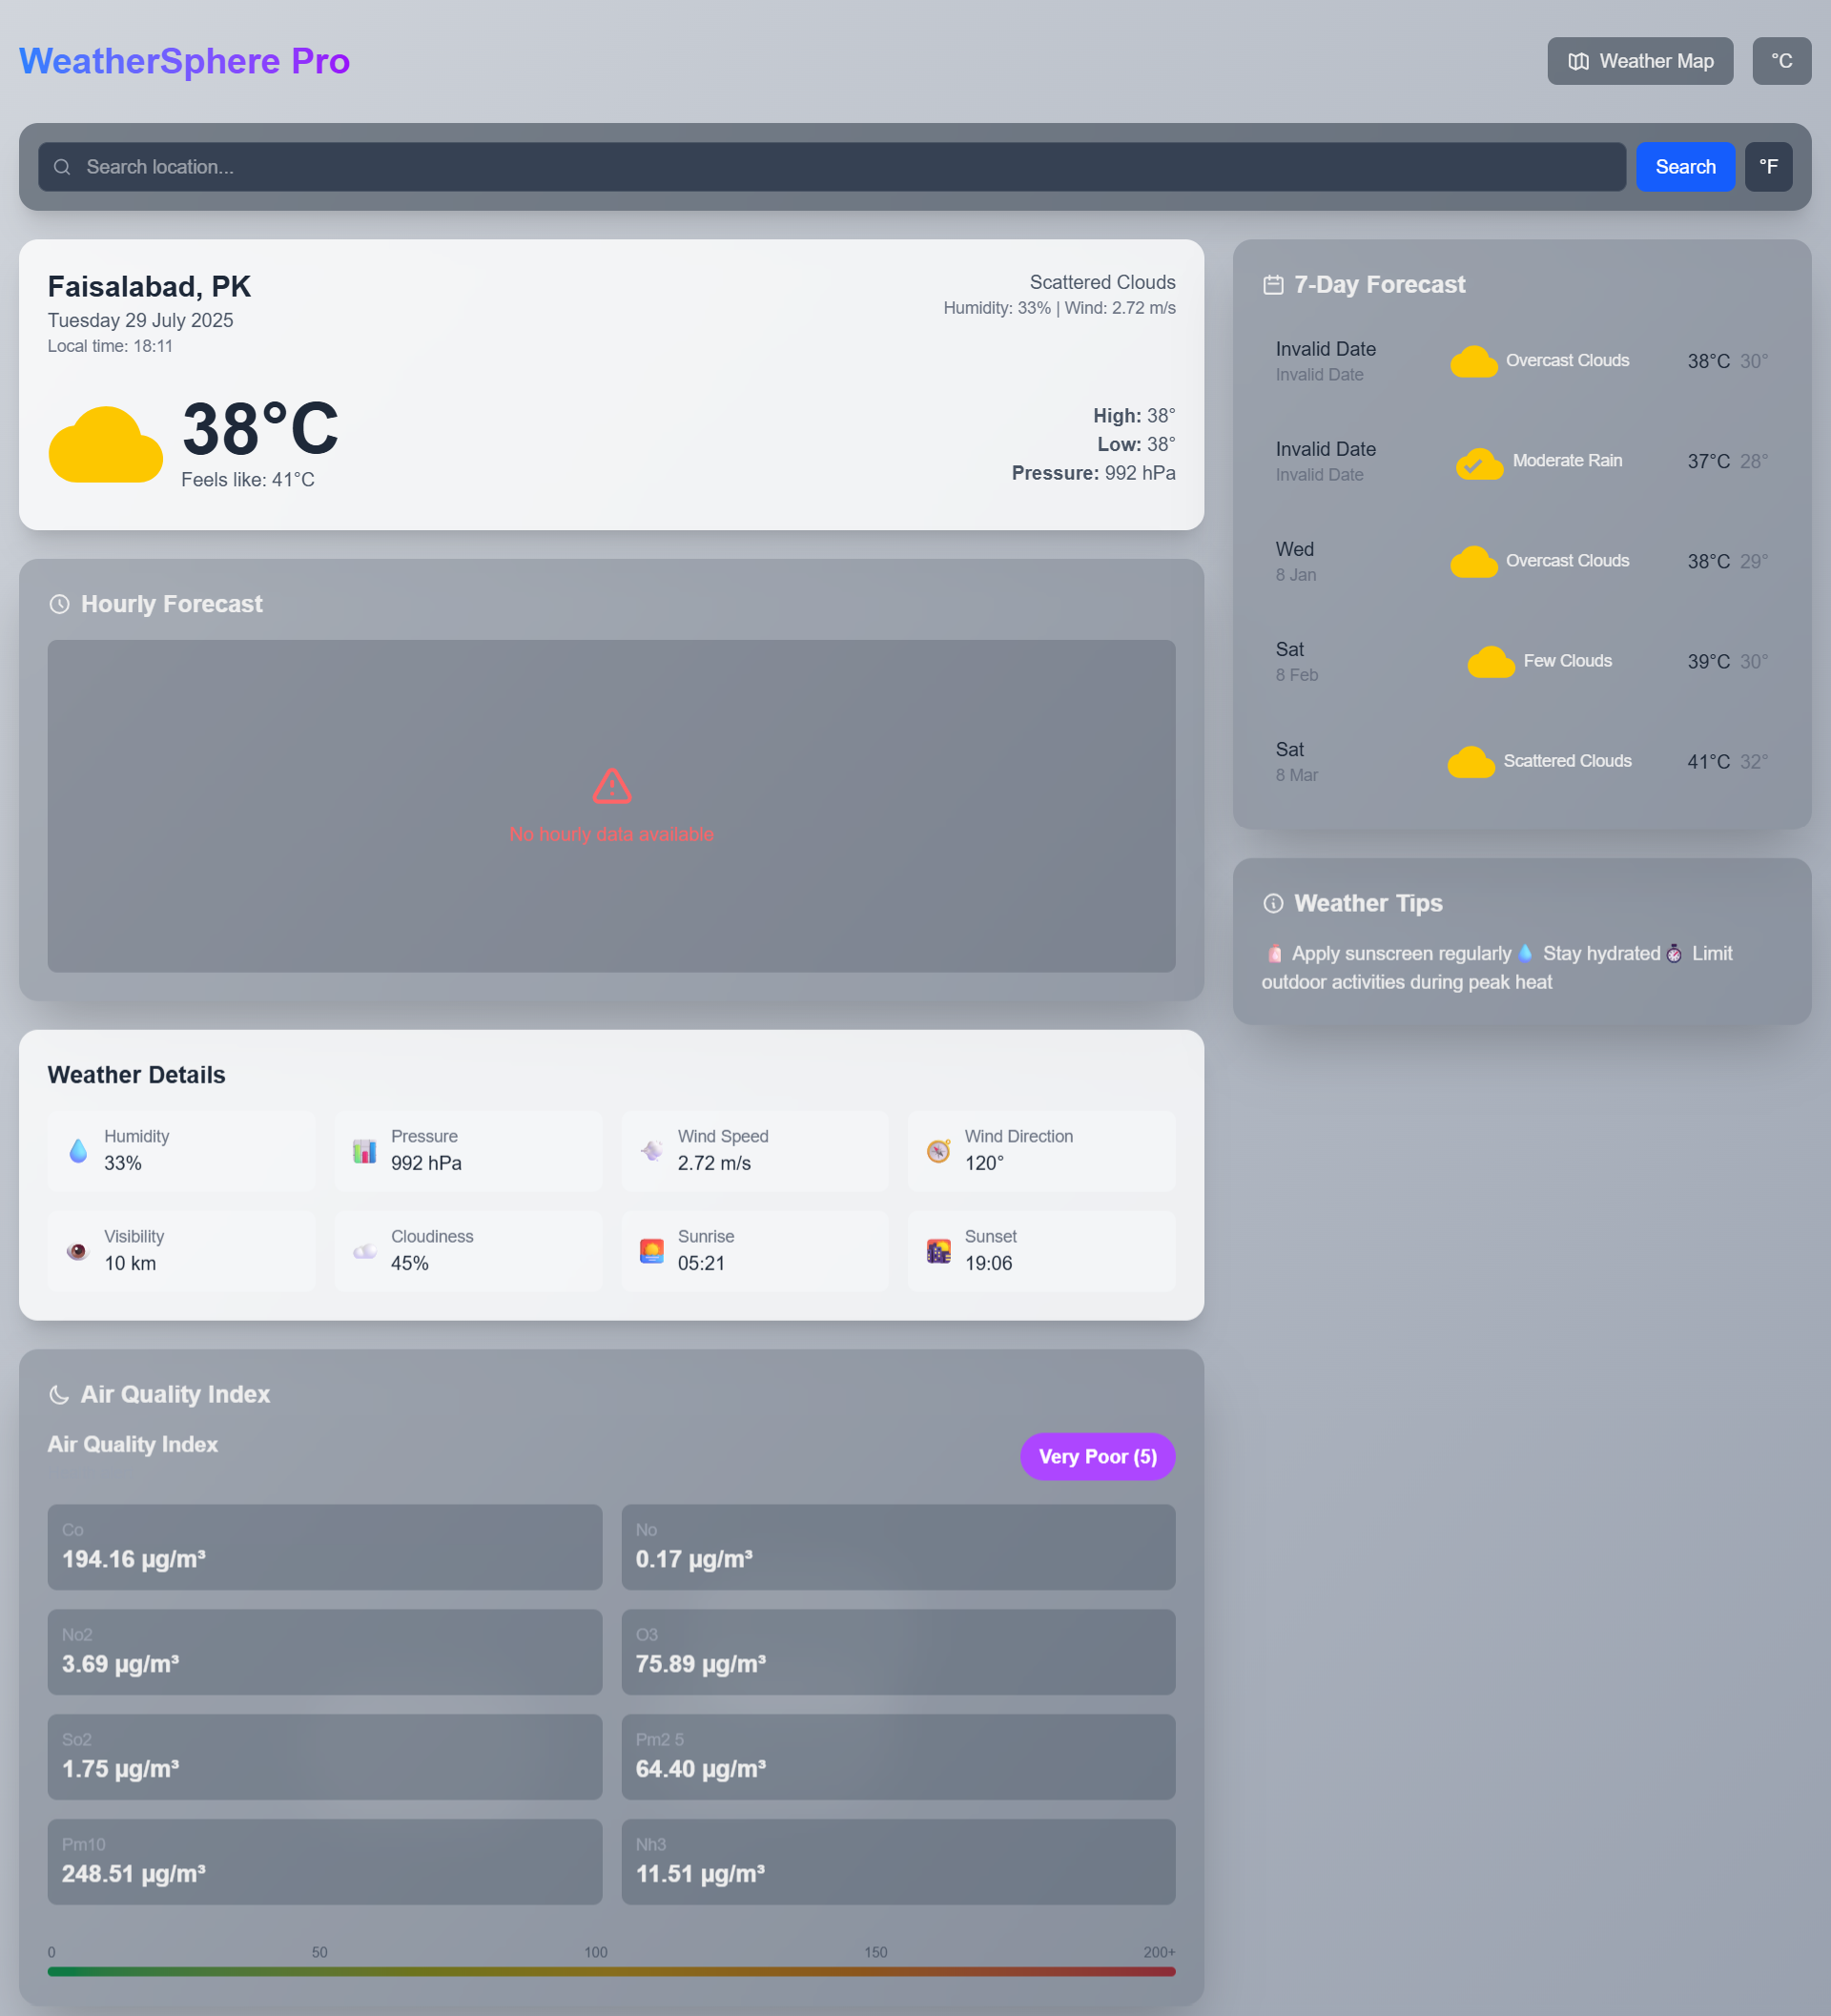 WeatherSphere Pro
Weather Map
°C
Search location...
Search
°F
Faisalabad, PK
Tuesday 29 July 2025
Local time: 18:11
Scattered Clouds
Humidity: 33% | Wind: 2.72 m/s
38°C
Feels like: 41°C
High: 38°
Low: 38°
Pressure: 992 hPa
Hourly Forecast
No hourly data available
Weather Details
Humidity
33%
Pressure
992 hPa
Wind Speed
2.72 m/s
Wind Direction
120°
Visibility
10 km
Cloudiness
45%
Sunrise
05:21
Sunset
19:06
Air Quality Index
Air Quality Index
Very Poor (5)
Co
194.16 µg/m³
No
0.17 µg/m³
No2
3.69 µg/m³
O3
75.89 µg/m³
So2
1.75 µg/m³
Pm2 5
64.40 µg/m³
Pm10
248.51 µg/m³
Nh3
11.51 µg/m³
0 50 100 150 200+
7-Day Forecast
Invalid Date
Invalid Date
Overcast Clouds
38°C 30°
Invalid Date
Invalid Date
Moderate Rain
37°C 28°
Wed
8 Jan
Overcast Clouds
38°C 29°
Sat
8 Feb
Few Clouds
39°C 30°
Sat
8 Mar
Scattered Clouds
41°C 32°
Weather Tips
Apply sunscreen regularly Stay hydrated Limit
outdoor activities during peak heat